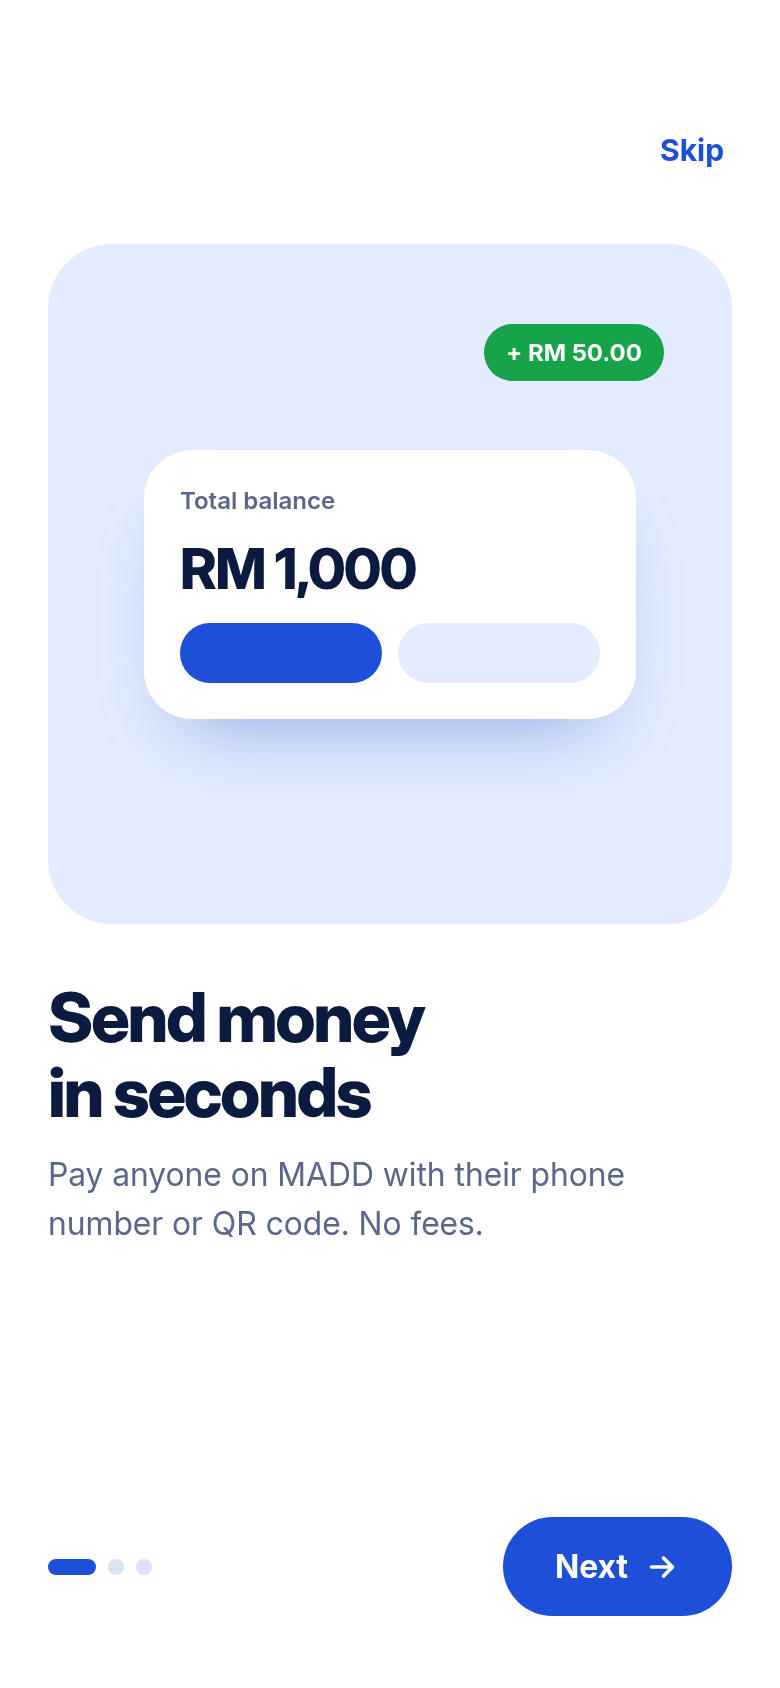 Skip
+ RM 50.00
Total balance
RM 1,000
Send money
in seconds
Pay anyone on MADD with their phone
number or QR code. No fees.
Next